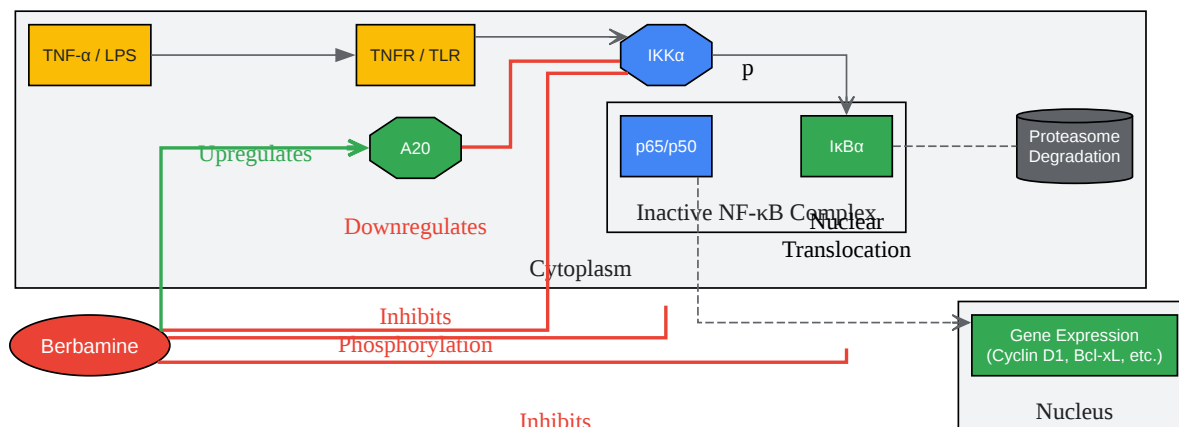 TNF-α / LPS
TNFR / TLR
IKKα
p
Upregulates
A20
p65/p50
IκBα
Proteasome
Degradation
Inactive NF-κB Complex
Nuclear
Translocation
Downregulates
Cytoplasm
Inhibits
Phosphorylation
Berbamine
Gene Expression
(Cyclin D1, Bcl-xL, etc.)
Nucleus
Inhibits